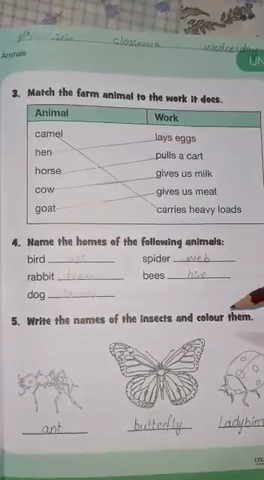 classwork wednesday
Animals
UN
3. Match the farm animal to the work it does.
Animal Work
camel lays eggs
hen pulls a cart
horse gives us milk
cow gives us meat
goat carries heavy loads
4. Name the homes of the following animals:
bird spider web
rabbit bees hive
dog
5. Write the names of the insects and colour them.
ant butterfly Ladybird